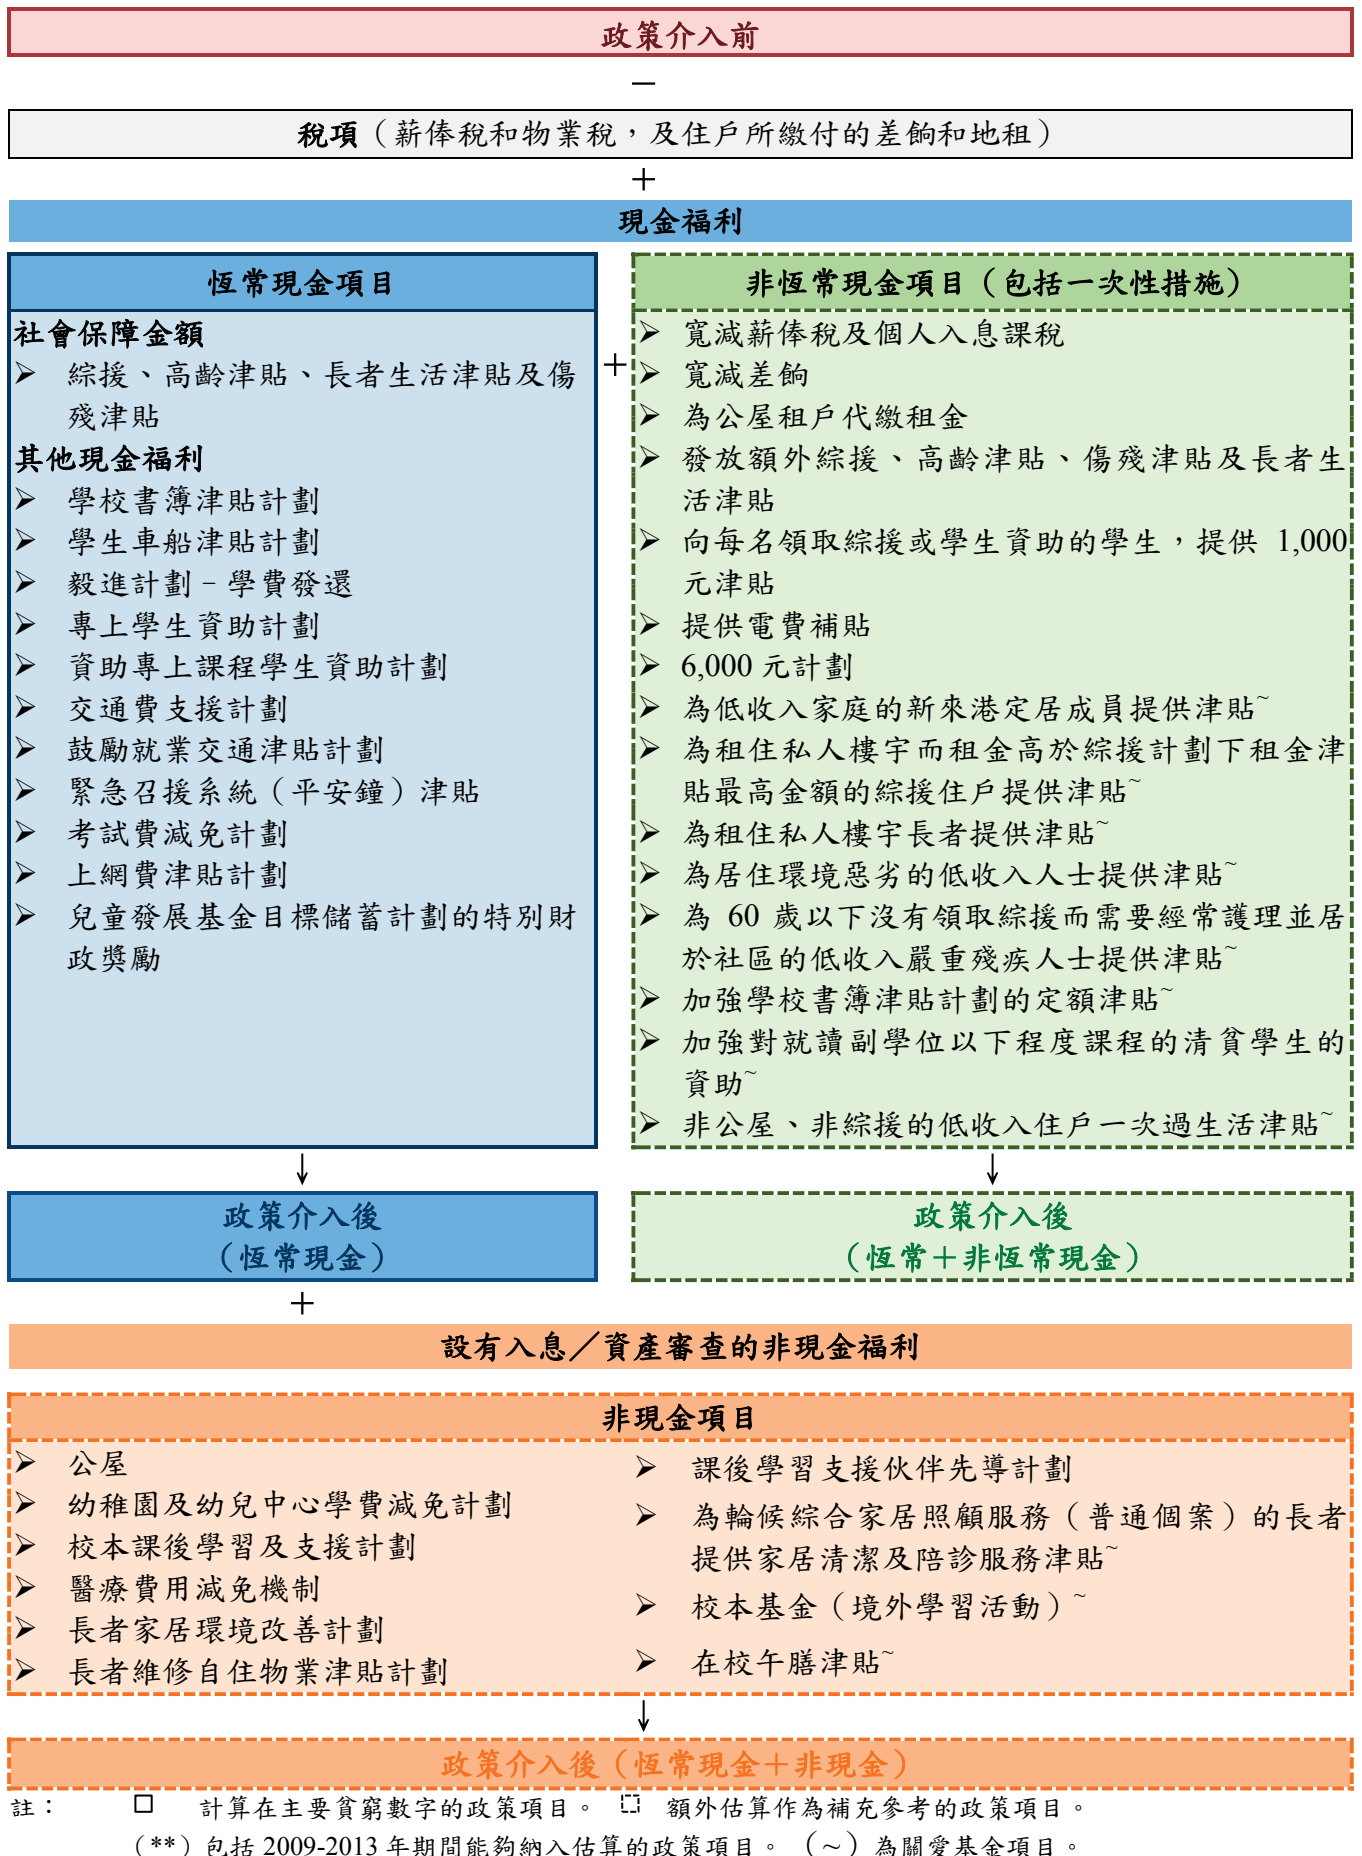 政策介入前
－
稅項（薪俸稅和物業稅，及住戶所繳付的差餉和地租）
＋
現金福利
恆常現金項目
社會保障金額
➢ 綜援、高齡津貼、長者生活津貼及傷
殘津貼
其他現金福利
➢ 學校書簿津貼計劃
➢ 學生車船津貼計劃
➢ 毅進計劃－學費發還
➢ 專上學生資助計劃
➢ 資助專上課程學生資助計劃
➢ 交通費支援計劃
➢ 鼓勵就業交通津貼計劃
➢ 緊急召援系統（平安鐘）津貼
➢ 考試費減免計劃
➢ 上網費津貼計劃
➢ 兒童發展基金目標儲蓄計劃的特別財
政獎勵
＋
非恆常現金項目（包括一次性措施）
➢ 寬減薪俸稅及個人入息課稅
➢ 寬減差餉
➢ 為公屋租戶代繳租金
➢ 發放額外綜援、高齡津貼、傷殘津貼及長者生
活津貼
➢ 向每名領取綜援或學生資助的學生，提供 1,000
元津貼
➢ 提供電費補貼
➢ 6,000 元計劃
➢ 為低收入家庭的新來港定居成員提供津貼~
➢ 為租住私人樓宇而租金高於綜援計劃下租金津
貼最高金額的綜援住戶提供津貼~
➢ 為租住私人樓宇長者提供津貼~
➢ 為居住環境惡劣的低收入人士提供津貼~
➢ 為 60 歲以下沒有領取綜援而需要經常護理並居
於社區的低收入嚴重殘疾人士提供津貼~
➢ 加強學校書簿津貼計劃的定額津貼~
➢ 加強對就讀副學位以下程度課程的清貧學生的
資助~
➢ 非公屋、非綜援的低收入住戶一次過生活津貼~
↓
↓
政策介入後
（恆常現金）
政策介入後
（恆常＋非恆常現金）
＋
設有入息／資產審查的非現金福利
非現金項目
➢ 公屋
➢ 幼稚園及幼兒中心學費減免計劃
➢ 校本課後學習及支援計劃
➢ 醫療費用減免機制
➢ 長者家居環境改善計劃
➢ 長者維修自住物業津貼計劃
➢ 課後學習支援伙伴先導計劃
➢ 為輪候綜合家居照顧服務（普通個案）的長者
提供家居清潔及陪診服務津貼~
➢ 校本基金（境外學習活動）~
➢ 在校午膳津貼~
↓
政策介入後（恆常現金＋非現金）
註： □ 計算在主要貧窮數字的政策項目。 額外估算作為補充參考的政策項目。
（**）包括 2009-2013 年期間能夠納入估算的政策項目。（~）為關愛基金項目。